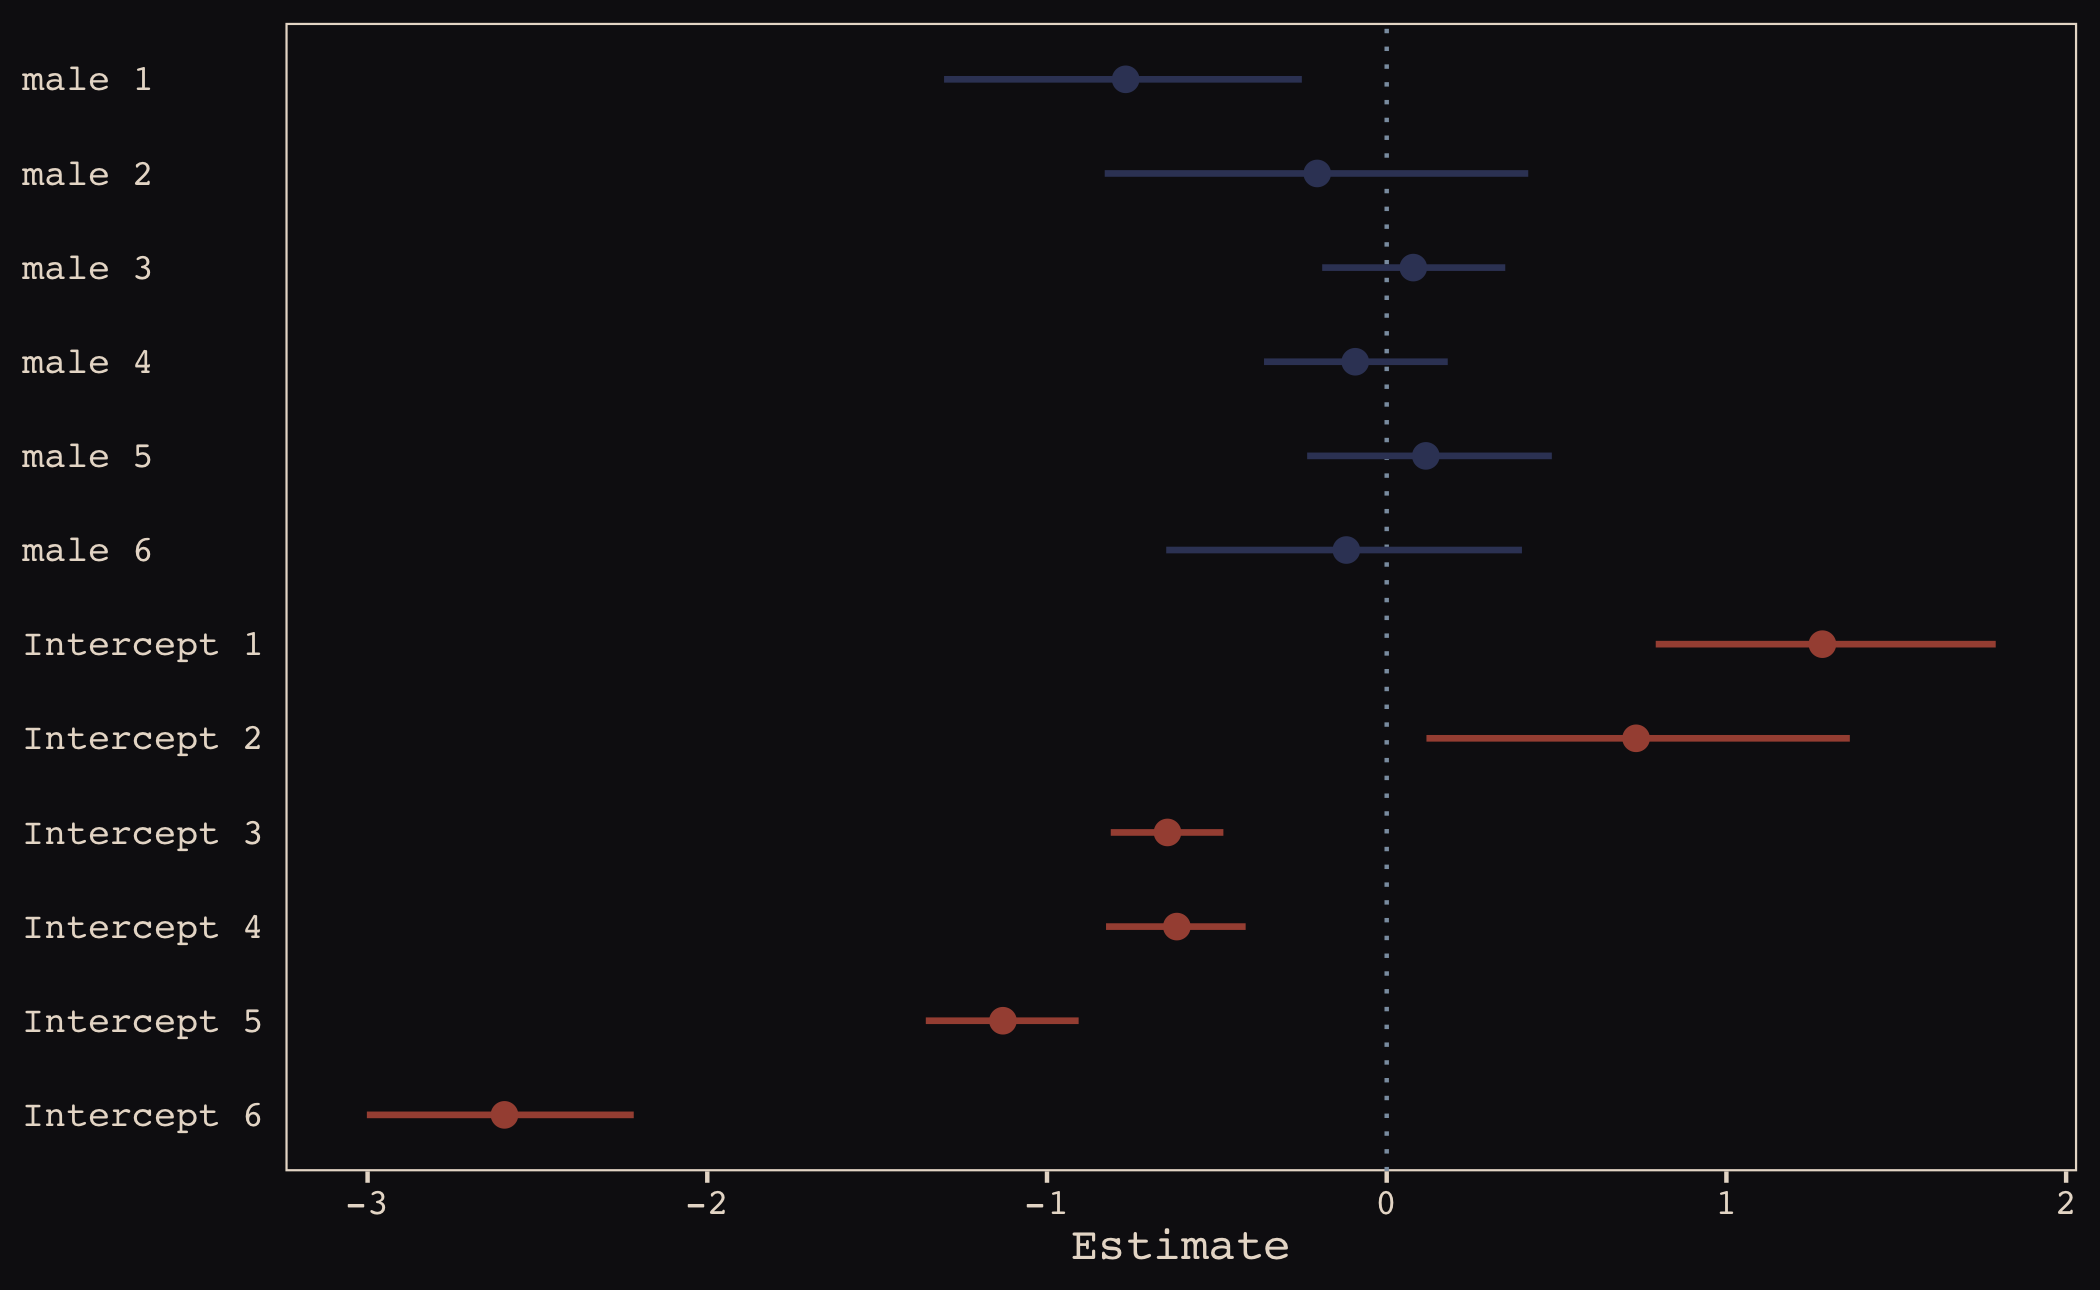 male 1
male 2
male 3
male 4
male 5
male 6
Intercept 1
Intercept 2
Intercept 3
Intercept 4
Intercept 5
Intercept 6
-3 -2 -1 0 1 2
Estimate